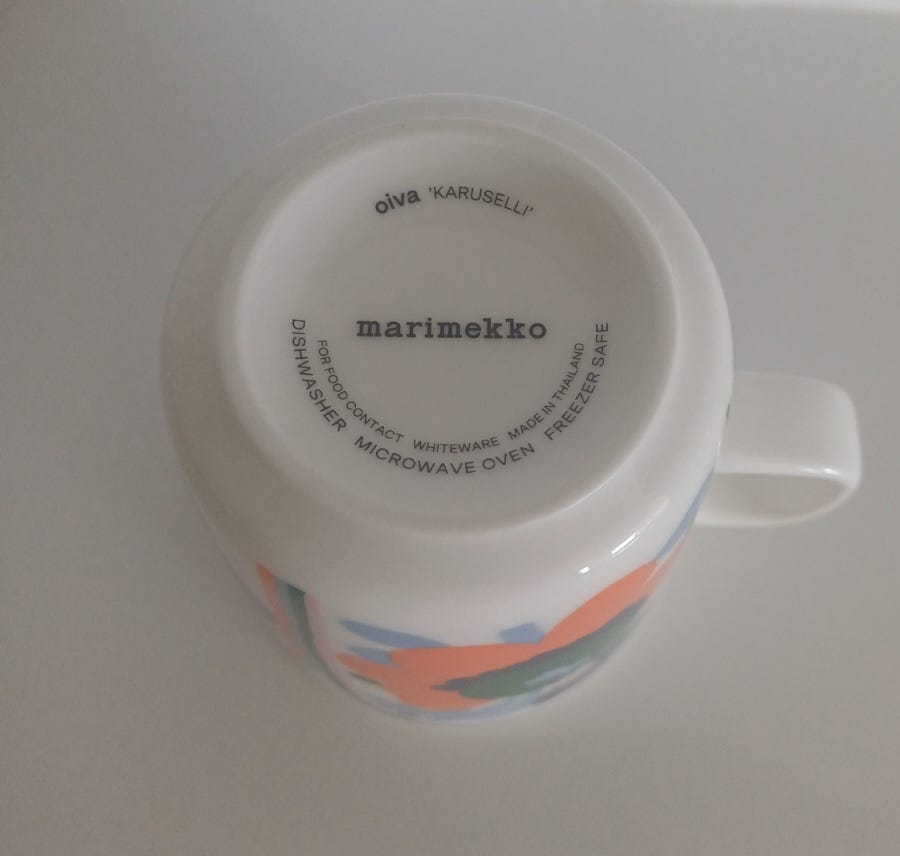 oiva 'KARUSELLI'
marimekko
FOR FOOD CONTACT WHITEWARE MADE IN THAILAND
DISHWASHER MICROWAVE OVEN FREEZER SAFE